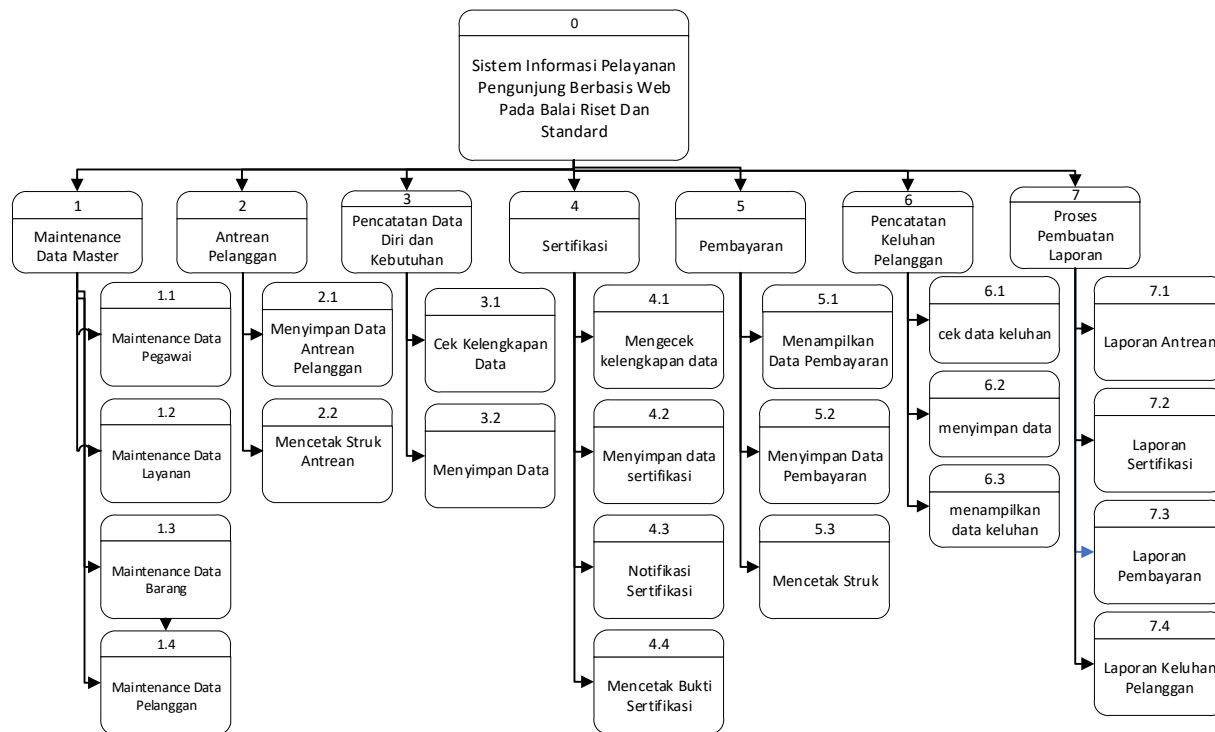 0
Sistem Informasi Pelayanan
Pengunjung Berbasis Web
Pada Balai Riset Dan
Standard
1
Maintenance
Data Master
2
Antrean
Pelanggan
3
Pencatatan Data
Diri dan
Kebutuhan
4
Sertifikasi
5
Pembayaran
6
Pencatatan
Keluhan
Pelanggan
7
Proses
Pembuatan
Laporan
1.1
Maintenance Data
Pegawai
1.2
Maintenance Data
Layanan
1.3
Maintenance Data
Barang
1.4
Maintenance Data
Pelanggan
2.1
Menyimpan Data
Antrean
Pelanggan
2.2
Mencetak Struk
Antrean
3.1
Cek Kelengkapan
Data
3.2
Menyimpan Data
4.1
Mengecek
kelengkapan data
4.2
Menyimpan data
sertifikasi
4.3
Notifikasi
Sertifikasi
4.4
Mencetak Bukti
Sertifikasi
5.1
Menampilkan
Data Pembayaran
5.2
Menyimpan Data
Pembayaran
5.3
Mencetak Struk
6.1
cek data keluhan
6.2
menyimpan data
6.3
menampilkan
data keluhan
7.1
Laporan Antrean
7.2
Laporan
Sertifikasi
7.3
Laporan
Pembayaran
7.4
Laporan Keluhan
Pelanggan